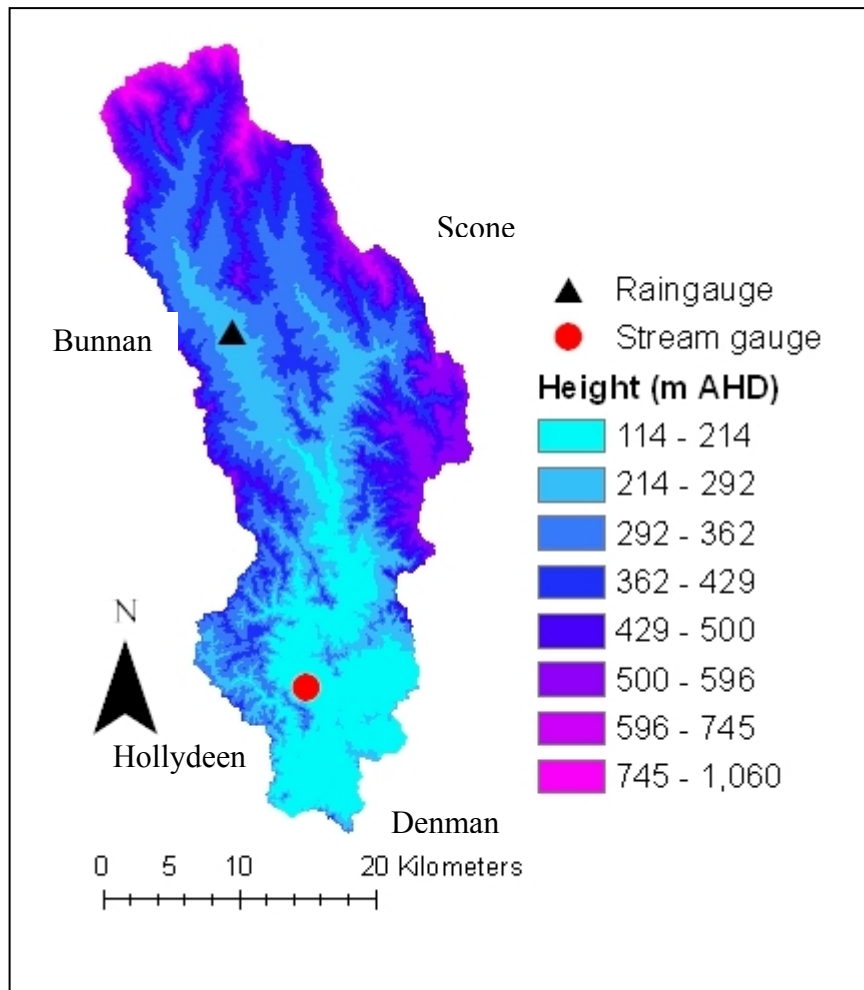 Scone
Raingauge
Bunnan
Stream gauge
Height (m AHD)
114 - 214
214 - 292
292 - 362
362 - 429
429 - 500
500 - 596
596 - 745
745 - 1,060
N
Hollydeen
Denman
0 5 10 20 Kilometers